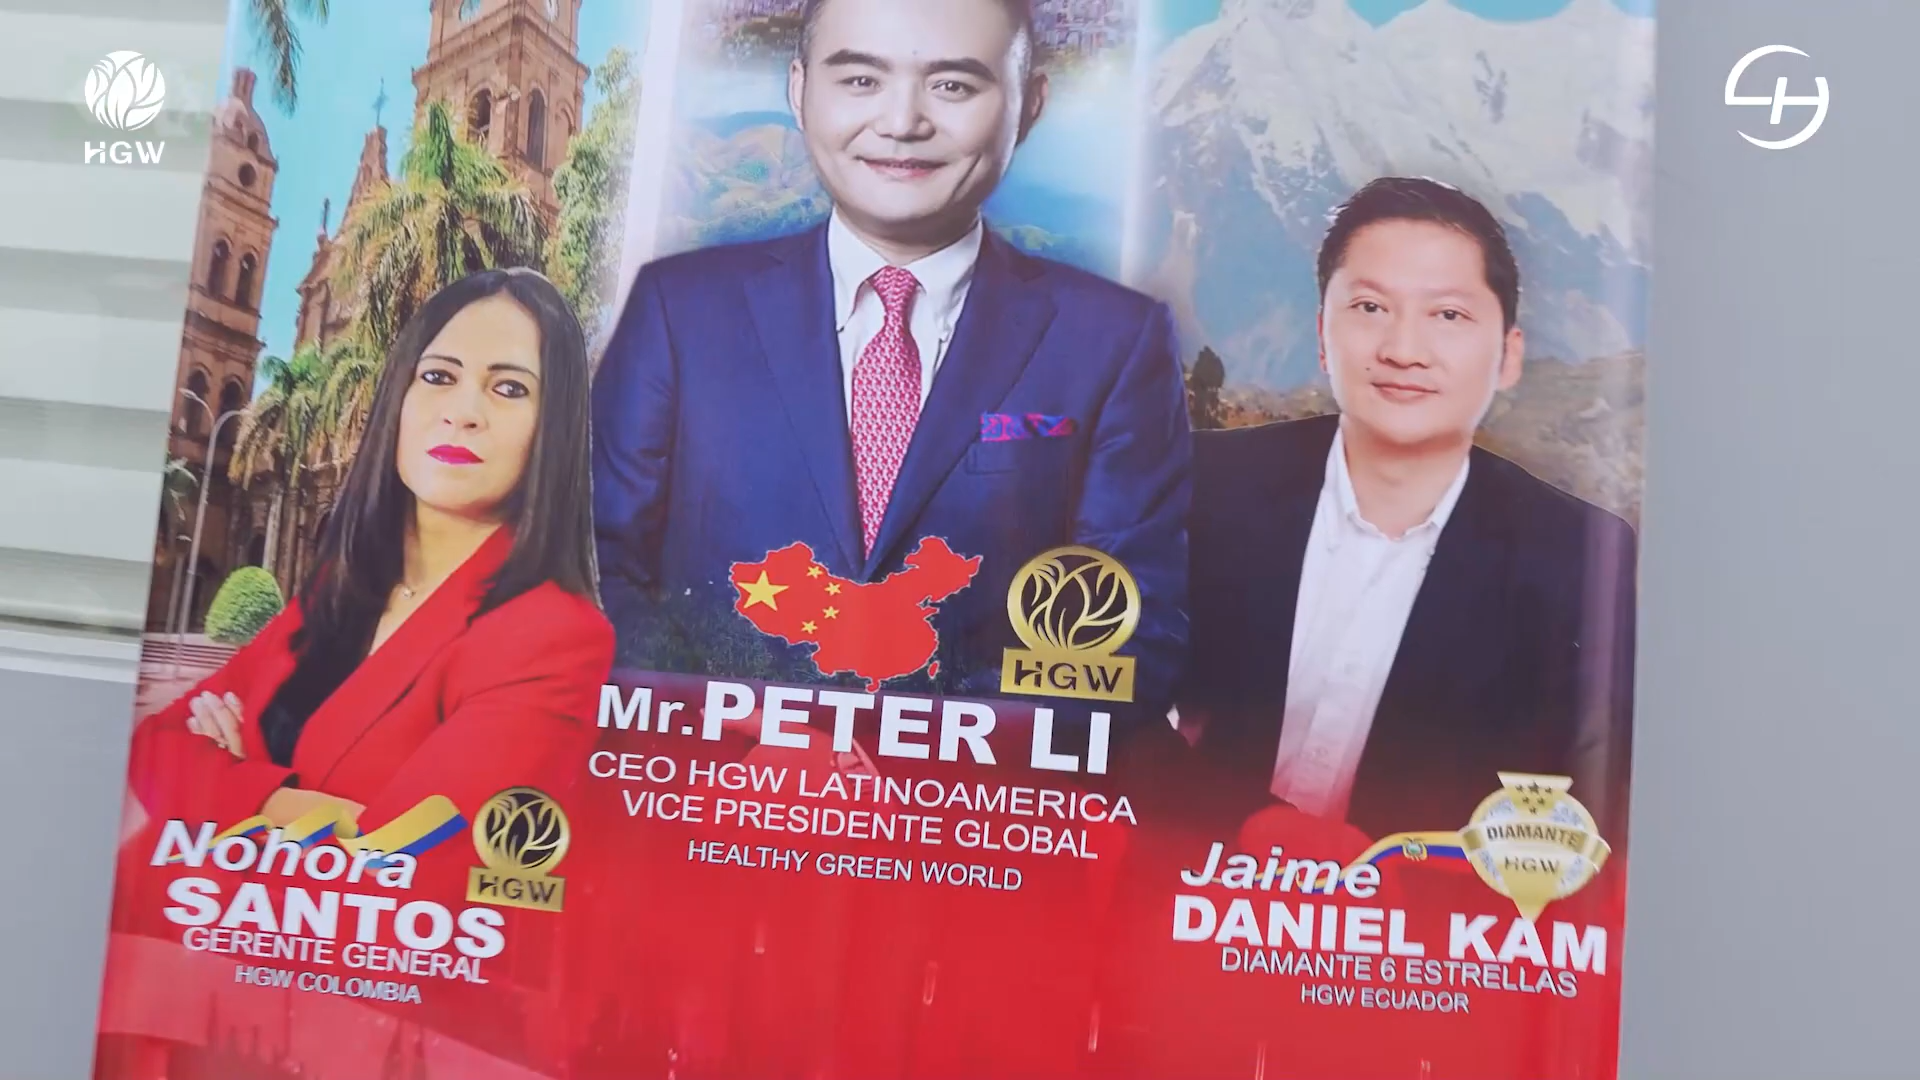 HGW
HGW
Mr. PETER LI
CEO HGW LATINOAMERICA
VICE PRESIDENTE GLOBAL
HEALTHY GREEN WORLD
Nohora
SANTOS
GERENTE GENERAL
HGW COLOMBIA
HGW
Jaime
DANIEL KAM
DIAMANTE 6 ESTRELLAS
HGW ECUADOR
DIAMANTE
HGW